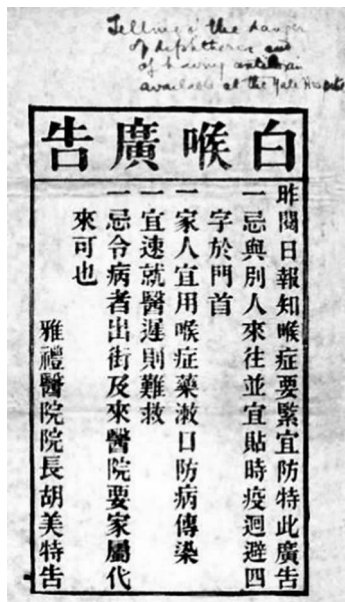 Telling of the danger
of diphtheria and
of having antitoxin
available at the Yale Hospital
白喉廣告
昨閱日報知喉症要緊宜防特此廣告
一忌與別人來往並宜貼時疫迴避四
字於門首
一家人宜用喉症藥漱口防病傳染
一宜速就醫遲則難救
一忌令病者出街及來醫院要家屬代
來可也
雅禮醫院院長胡美特告